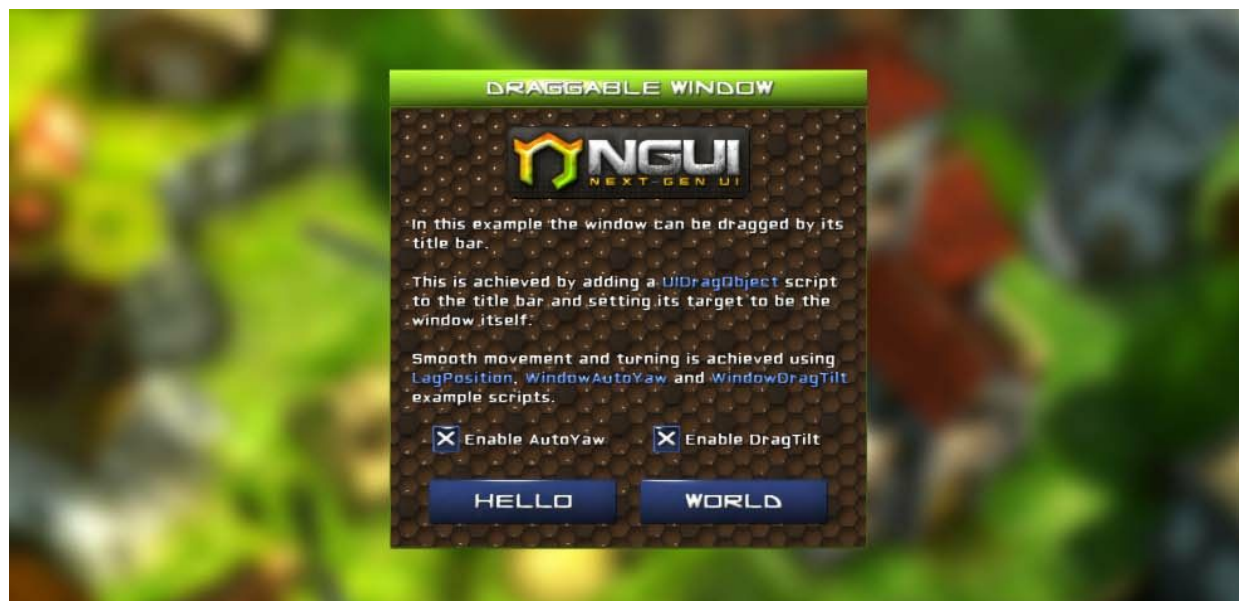 DRAGGABLE WINDOW
NGUI
NEXT-GEN UI
In this example the window can be dragged by its
title bar.
This is achieved by adding a UIDragObject script
to the title bar and setting its target to be the
window itself.
Smooth movement and turning is achieved using
LagPosition, WindowAutoYaw and WindowDragTilt
example scripts.
Enable AutoYaw Enable DragTilt
HELLO WORLD